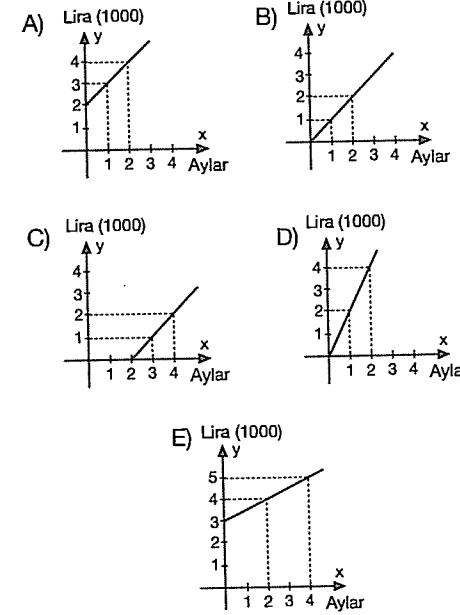 A) Lira (1000)
y
4
3
2
1
x
1 2 3 4 Aylar
B) Lira (1000)
y
4
3
2
1
x
1 2 3 4 Aylar
C) Lira (1000)
y
4
3
2
1
x
1 2 3 4 Aylar
D) Lira (1000)
y
4
3
2
1
x
1 2 3 4 Ayla
E) Lira (1000)
y
5
4
3
2
1
x
1 2 3 4 Aylar